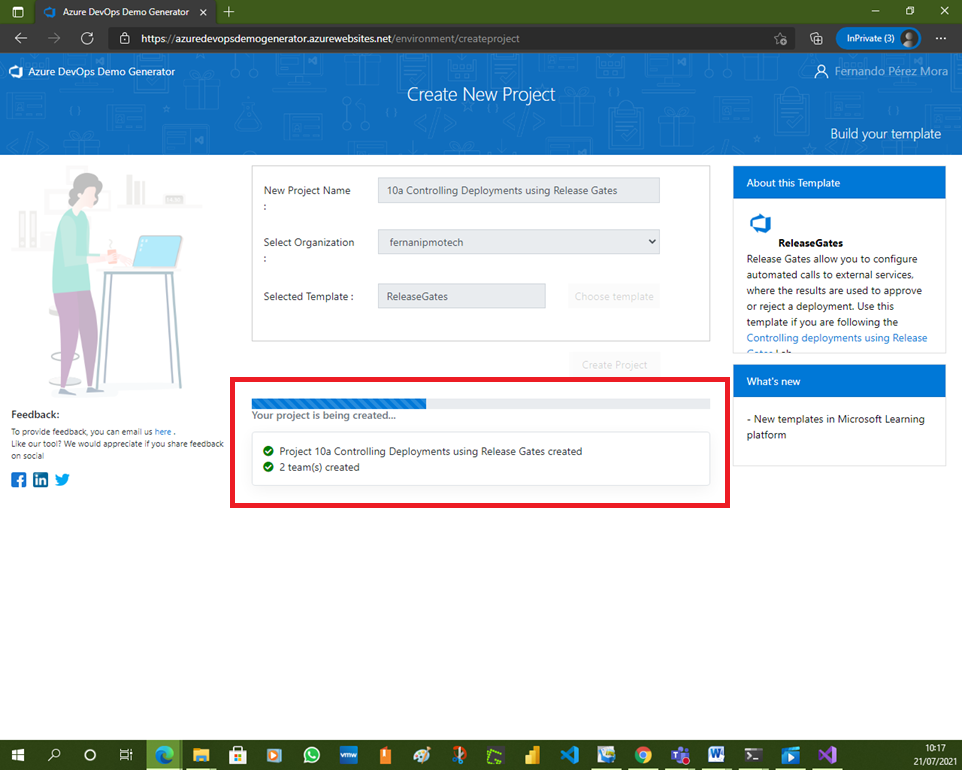 Azure DevOps Demo Generator
https://azuredevopsdemogenerator.azurewebsites.net/environment/createproject
InPrivate (3)
Azure DevOps Demo Generator
Fernando Pérez Mora
Create New Project
Build your template
New Project Name
:
10a Controlling Deployments using Release Gates
Select Organization
:
fernanipmotech
Selected Template :
ReleaseGates
Choose template
Create Project
About this Template
ReleaseGates
Release Gates allow you to configure
automated calls to external services,
where the results are used to approve
or reject a deployment. Use this
template if you are following the
Controlling deployments using Release
Gates Lab
What's new
- New templates in Microsoft Learning
platform
Feedback:
To provide feedback, you can email us here .
Like our tool? We would appreciate if you share feedback
on social
Your project is being created...
Project 10a Controlling Deployments using Release Gates created
2 team(s) created
vmw
10:17
21/07/2021